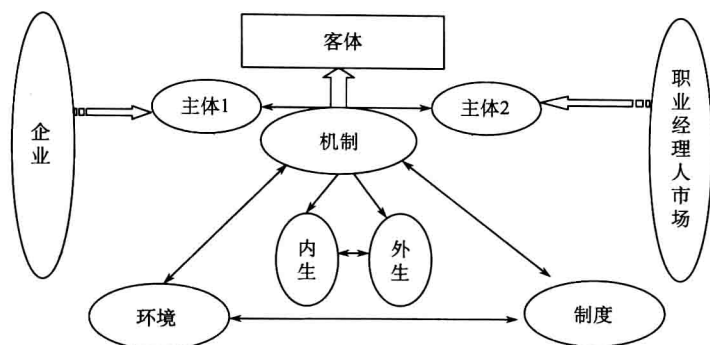 客体
企业
主体1
主体2
职业经理人市场
机制
内生
外生
环境
制度